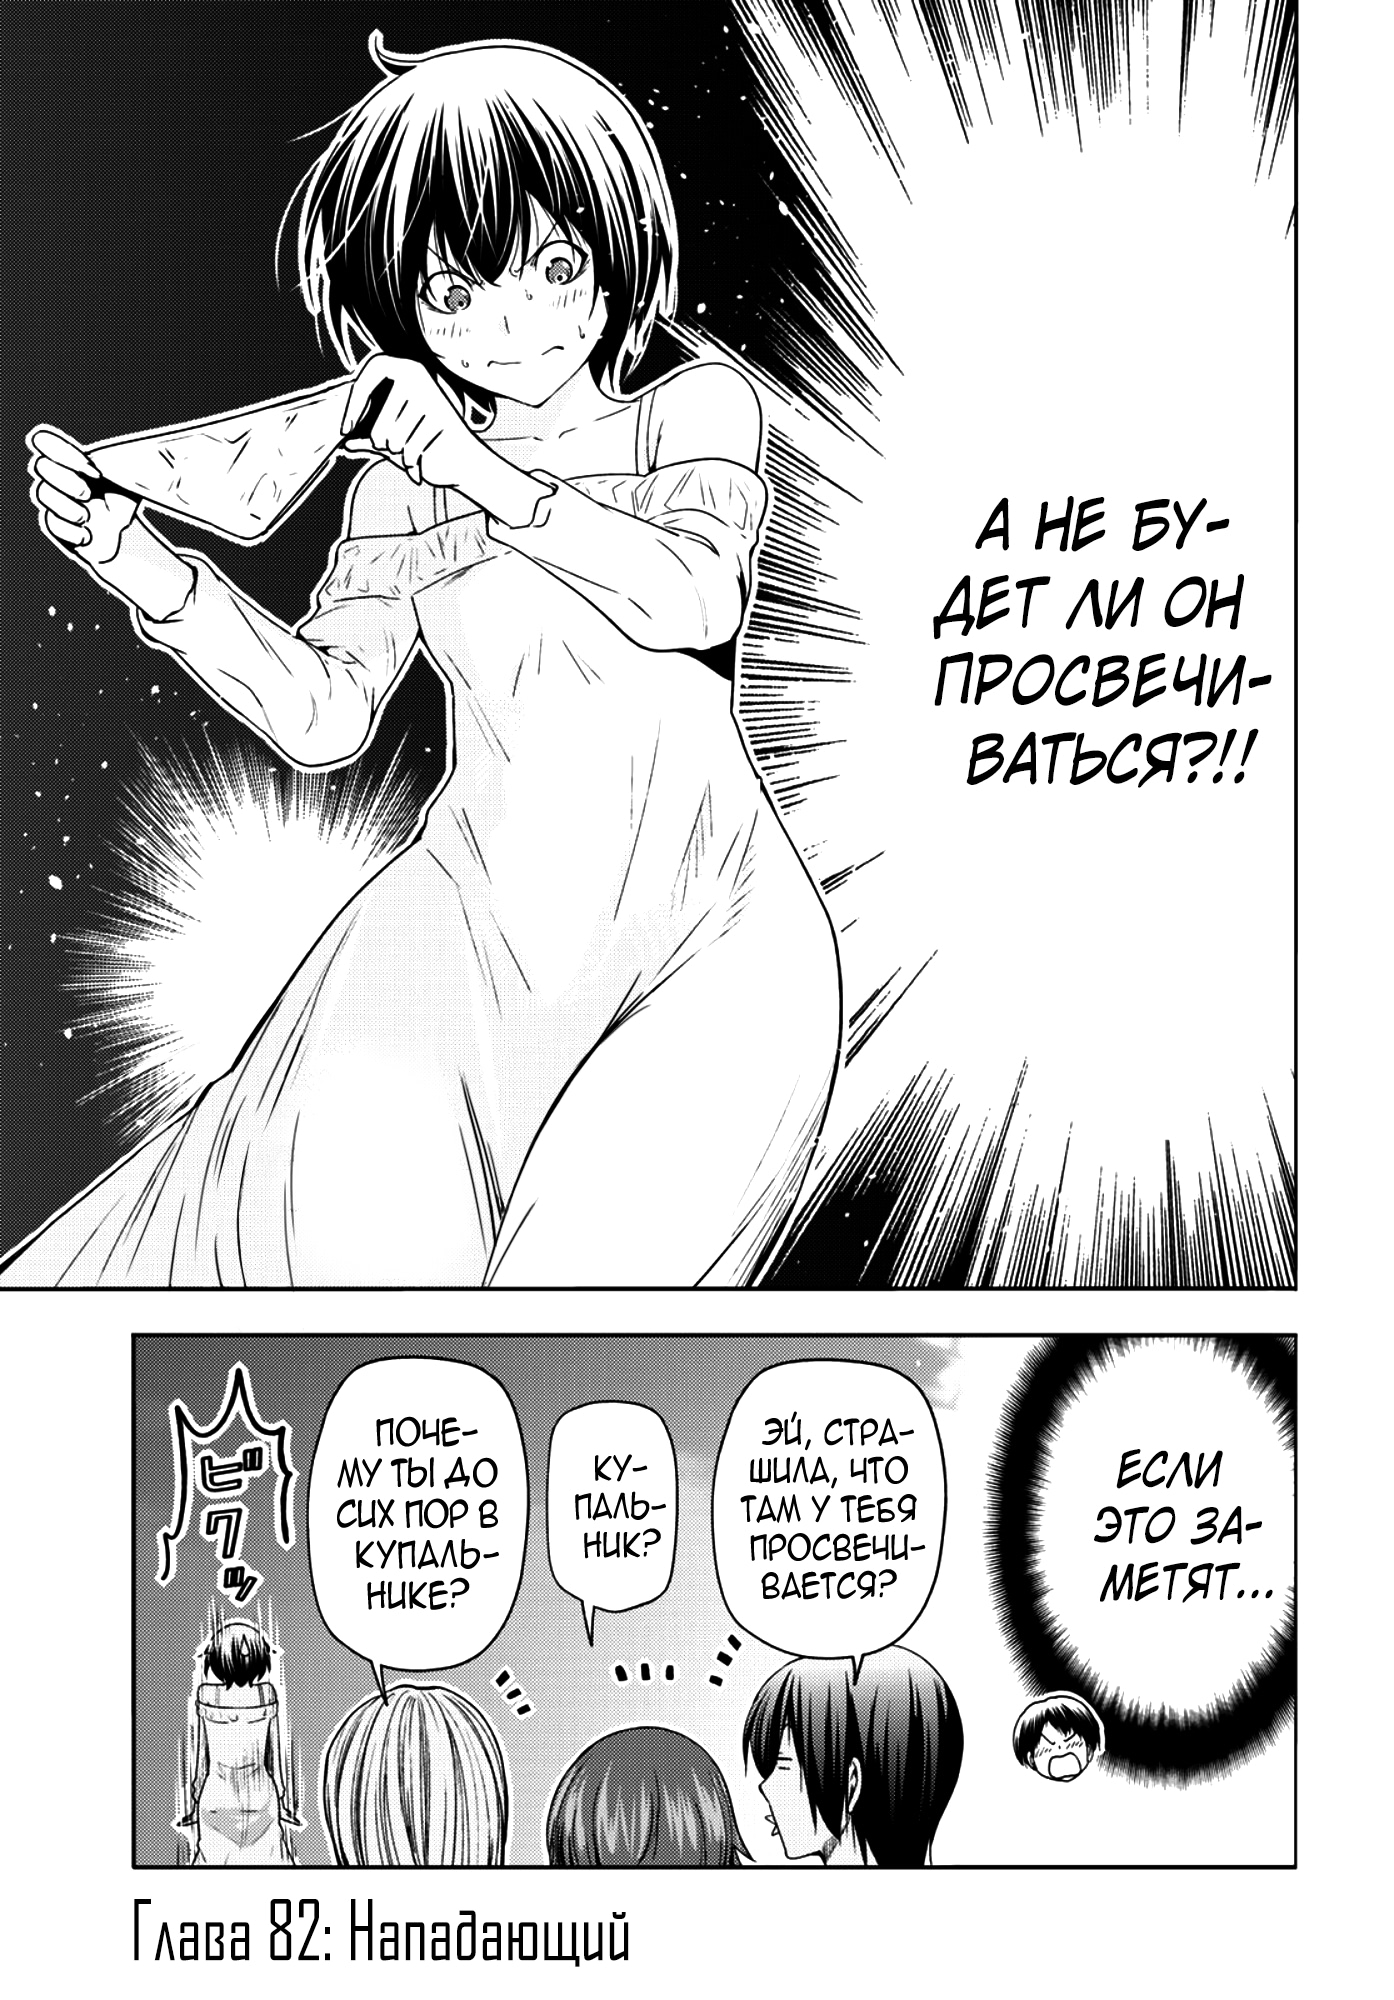 А НЕ БУ-
ДЕТ ЛИ ОН
ПРОСВЕЧИ-
ВАТЬСЯ?!!
ЕСЛИ
ЭТО ЗА-
МЕТЯТ...
ЭЙ, СТРА-
ШИЛА, ЧТО
ТАМ У ТЕБЯ
ПРОСВЕЧИ-
ВАЕТСЯ?
КУ-
ПАЛЬ-
НИК?
ПОЧЕ-
МУ ТЫ ДО
СИХ ПОР В
КУПАЛЬ-
НИКЕ?
ビクッ
Глава 82: Нападающий